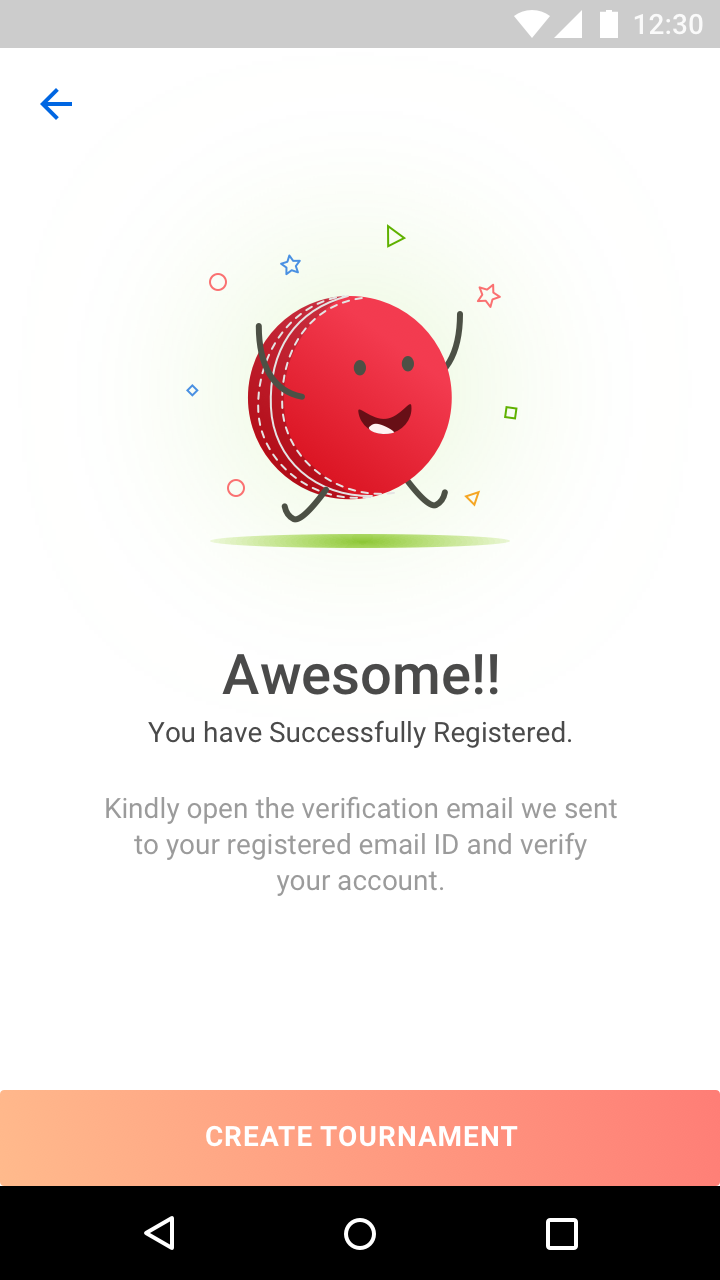 12:30
Awesome!!
You have Successfully Registered.
Kindly open the verification email we sent
to your registered email ID and verify
your account.
CREATE TOURNAMENT